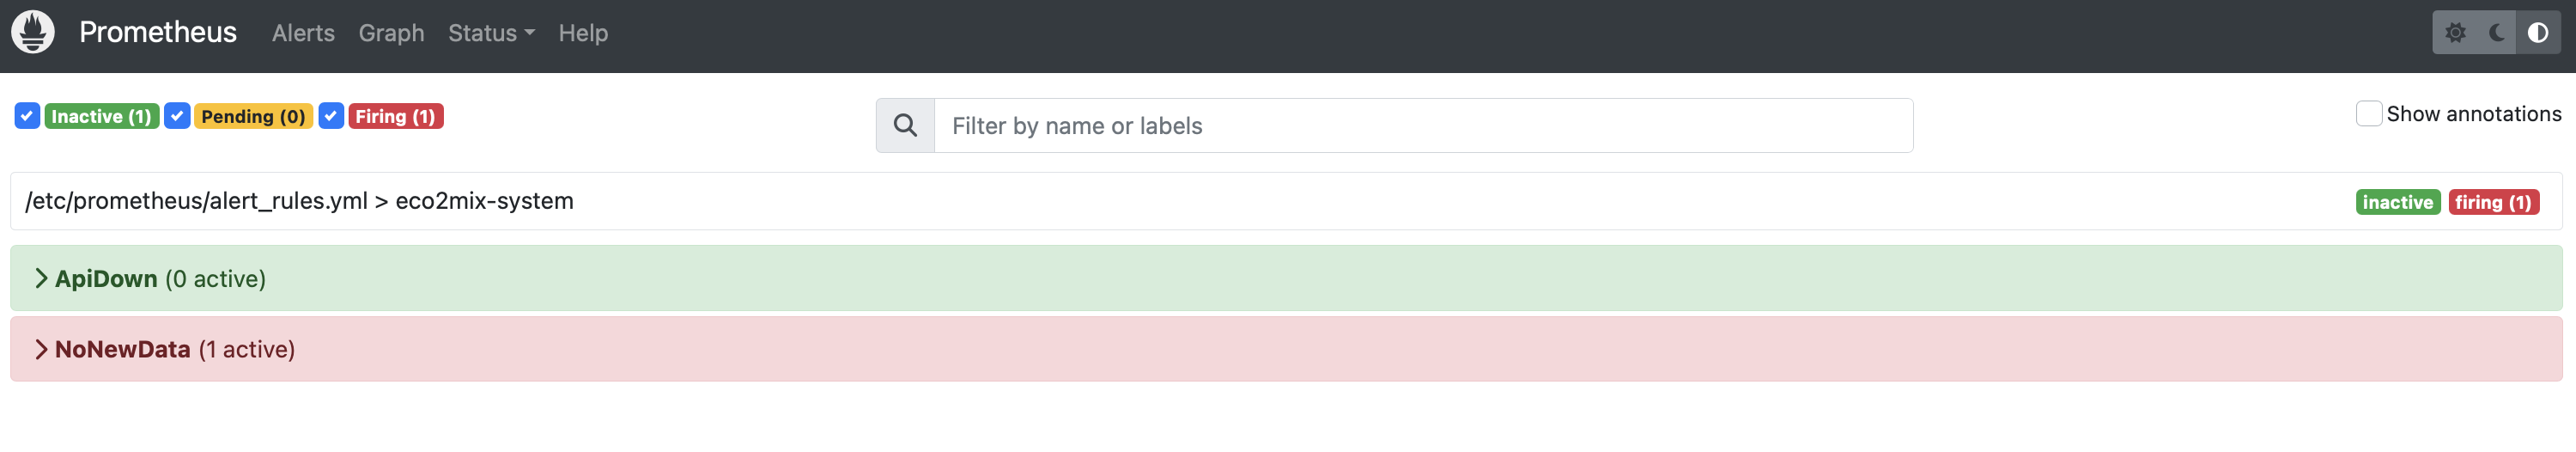 Prometheus Alerts Graph Status Help
Inactive (1) Pending (0) Firing (1) Filter by name or labels Show annotations
/etc/prometheus/alert_rules.yml > eco2mix-system inactive firing (1)
ApiDown (0 active)
NoNewData (1 active)